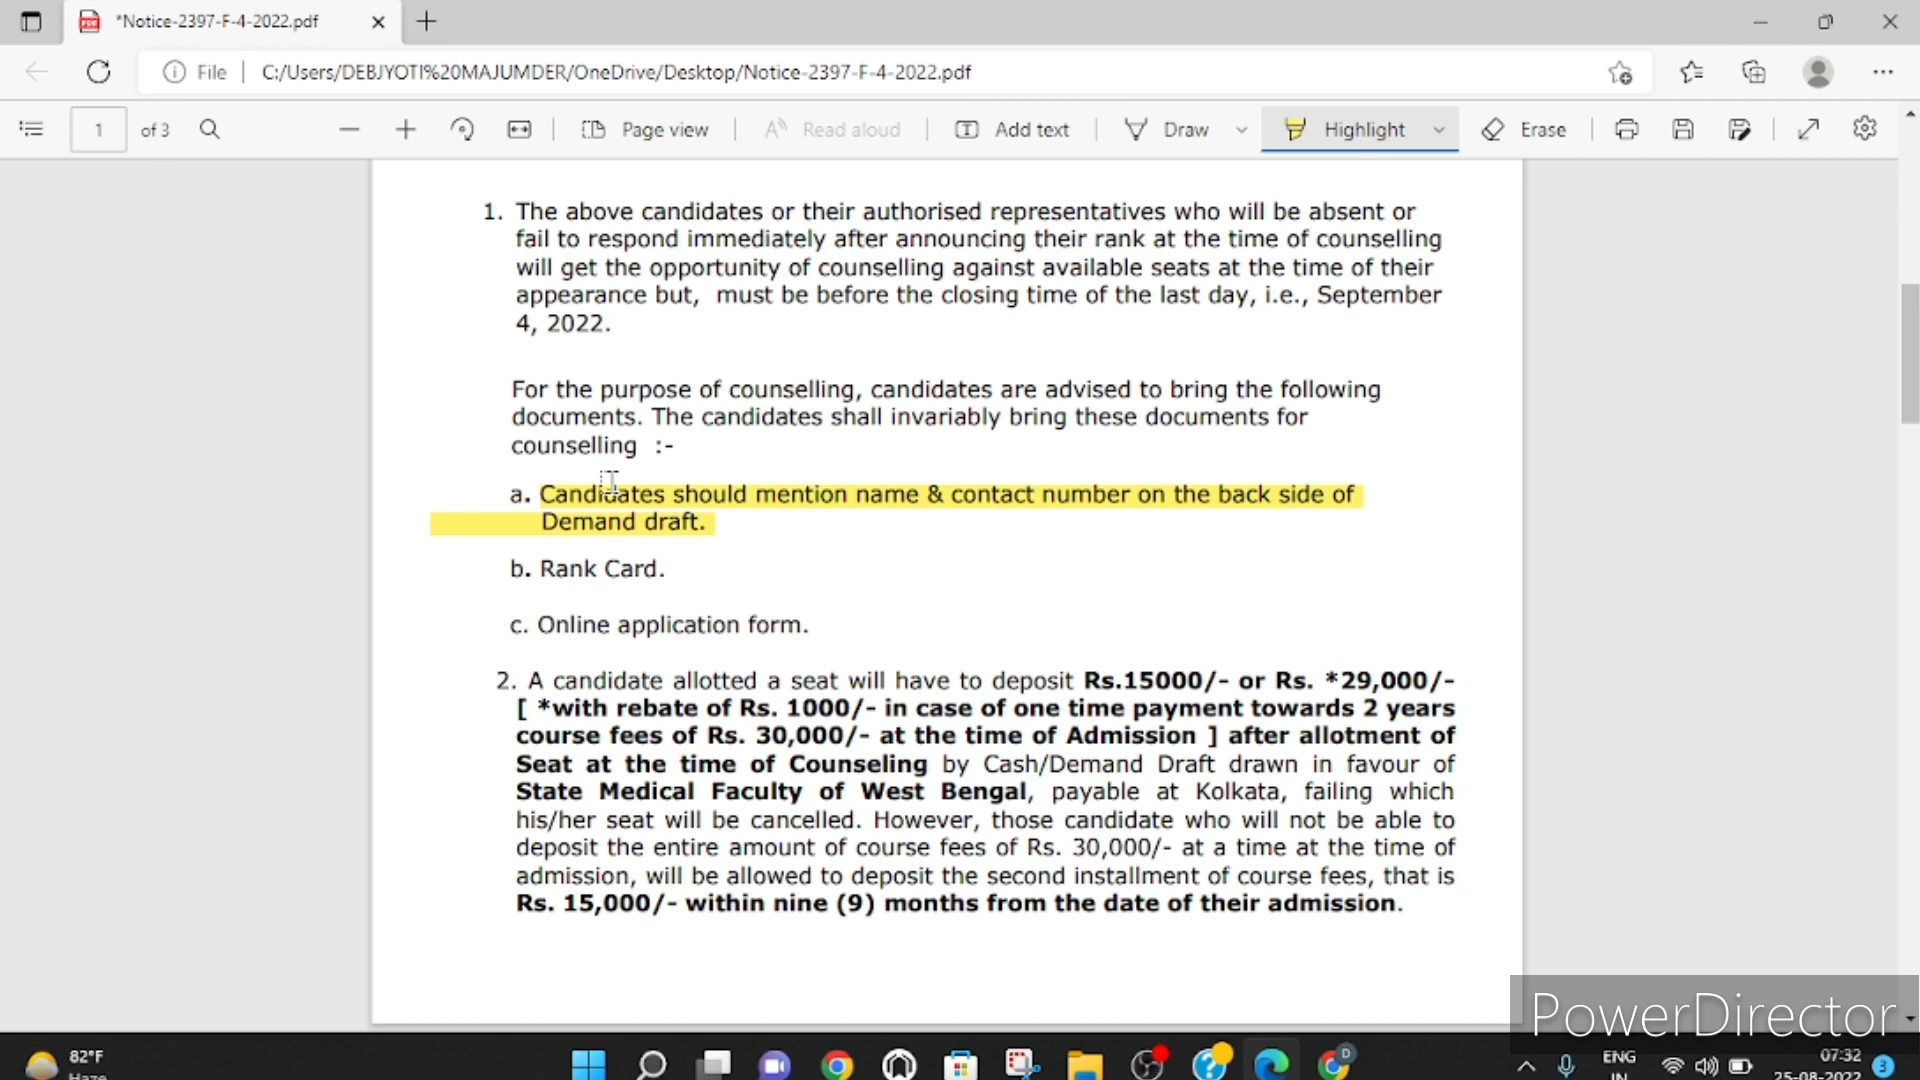 *Notice-2397-F-4-2022.pdf
File | C:/Users/DEBJYOTI%20MAJUMDER/OneDrive/Desktop/Notice-2397-F-4-2022.pdf
1 of 3 Page view Read aloud Add text Draw Highlight Erase
1. The above candidates or their authorised representatives who will be absent or
fail to respond immediately after announcing their rank at the time of counselling
will get the opportunity of counselling against available seats at the time of their
appearance but, must be before the closing time of the last day, i.e., September
4, 2022.
For the purpose of counselling, candidates are advised to bring the following
documents. The candidates shall invariably bring these documents for
counselling :-
a. Candidates should mention name & contact number on the back side of
Demand draft.
b. Rank Card.
c. Online application form.
2. A candidate allotted a seat will have to deposit Rs.15000/- or Rs. *29,000/-
[ *with rebate of Rs. 1000/- in case of one time payment towards 2 years
course fees of Rs. 30,000/- at the time of Admission ] after allotment of
Seat at the time of Counseling by Cash/Demand Draft drawn in favour of
State Medical Faculty of West Bengal, payable at Kolkata, failing which
his/her seat will be cancelled. However, those candidate who will not be able to
deposit the entire amount of course fees of Rs. 30,000/- at a time at the time of
admission, will be allowed to deposit the second installment of course fees, that is
Rs. 15,000/- within nine (9) months from the date of their admission.
PowerDirector
82°F
Haze
ENG
IN
07:32
25-08-2022
3